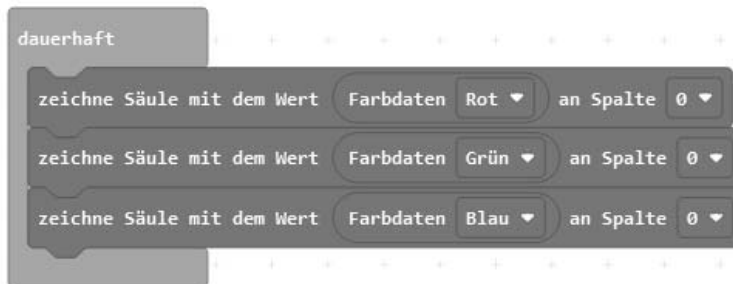 dauerhaft
zeichne Säule mit dem Wert Farbdaten Rot an Spalte 0
zeichne Säule mit dem Wert Farbdaten Grün an Spalte 0
zeichne Säule mit dem Wert Farbdaten Blau an Spalte 0